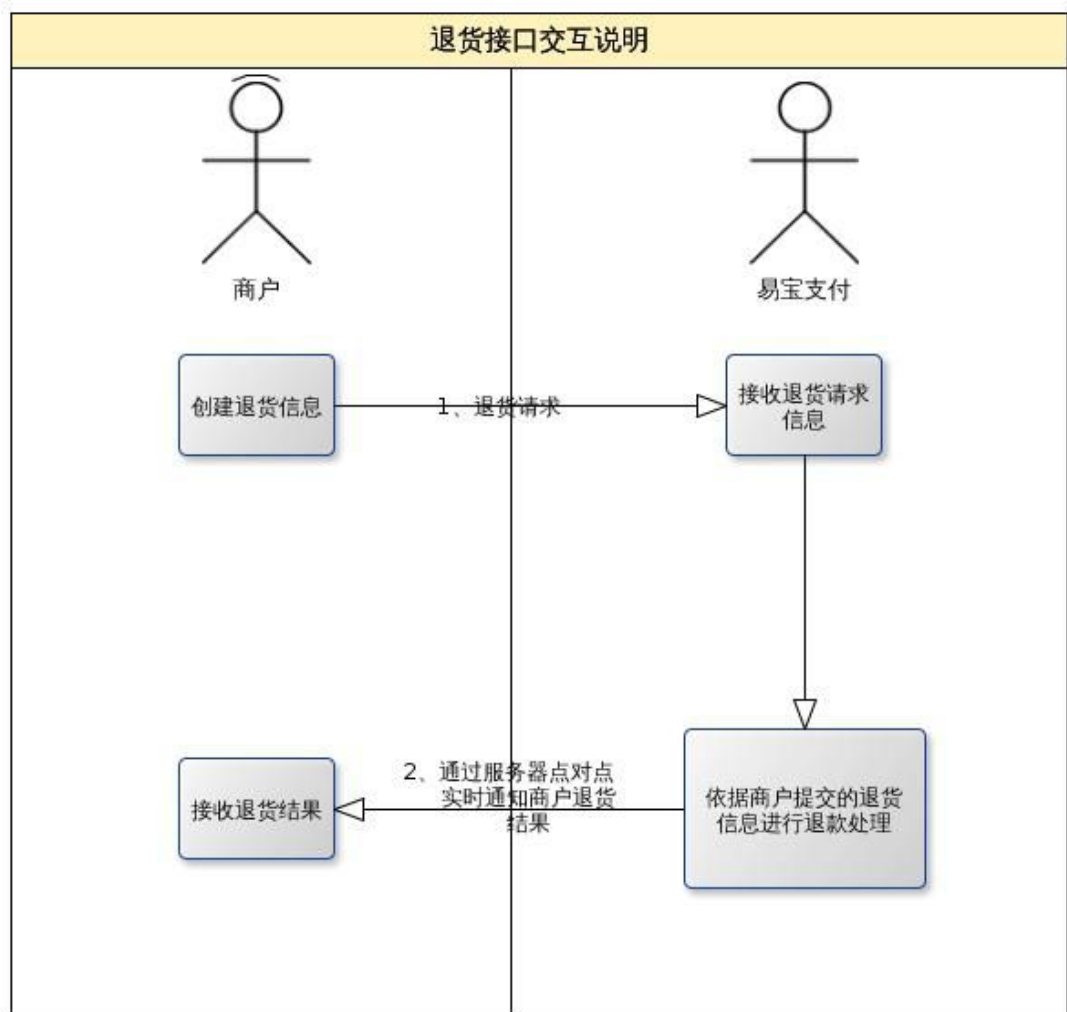 退货接口交互说明
商户
易宝支付
创建退货信息
1、退货请求
接收退货请求
信息
接收退货结果
2、通过服务器点对点
实时通知商户退货
结果
依据商户提交的退货
信息进行退款处理